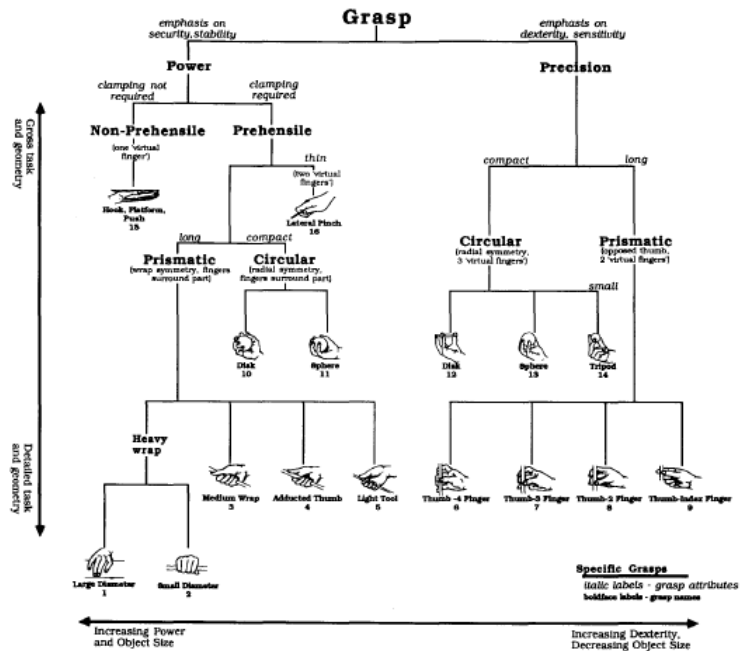 Grasp
emphasis on
security,stability
emphasis on
dexterity, sensitivity
Power
Precision
clamping not
required
clamping
required
Gross task
and geometry
Non-Prehensile
(one 'virtual
finger')
Prehensile
thin
(two 'virtual
fingers')
compact
long
Hook, Platform,
Push
15
Lateral Pinch
16
long
compact
Prismatic
(wrap symmetry, fingers
surround part)
Circular
(radial symmetry,
fingers surround part)
Circular
(radial symmetry,
3 'virtual fingers')
Prismatic
(opposed thumb,
2 'virtual fingers')
small
Disk
10
Sphere
11
Disk
12
Sphere
13
Tripod
14
Detailed task
and geometry
Heavy
wrap
Medium Wrap
3
Adducted Thumb
4
Light Tool
5
Thumb-4 Finger
6
Thumb-3 Finger
7
Thumb-2 Finger
8
Thumb-Index Finger
9
Large Diameter
1
Small Diameter
2
Specific Grasps
italic labels - grasp attributes
boldface labels - grasp names
Increasing Power
and Object Size
Increasing Dexterity,
Decreasing Object Size